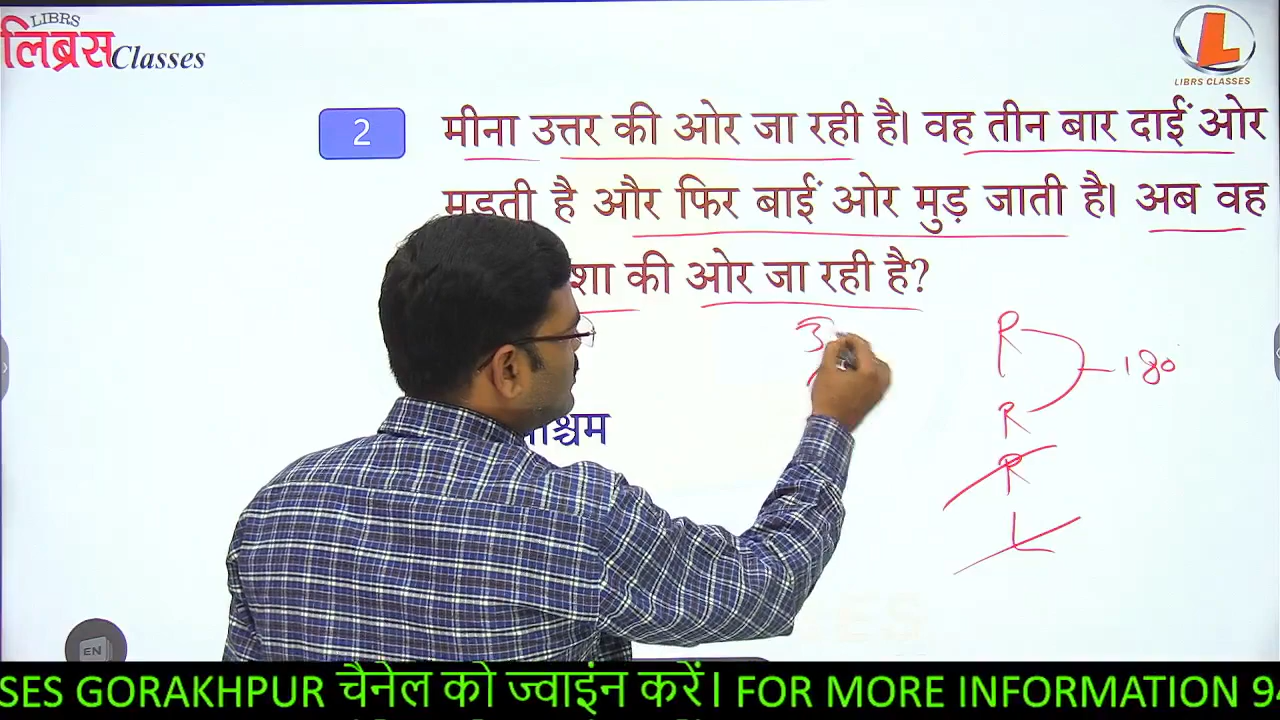 LIBRS
लिब्रस Classes
LIBRS CLASSES
2 मीना उत्तर की ओर जा रही है। वह तीन बार दाईं ओर
मुड़ती है और फिर बाईं ओर मुड़ जाती है। अब वह
की ओर जा रही है?
R
180
R
R
L
EN
SES GORAKHPUR चैनेल को ज्वाइंन करें। FOR MORE INFORMATION 9